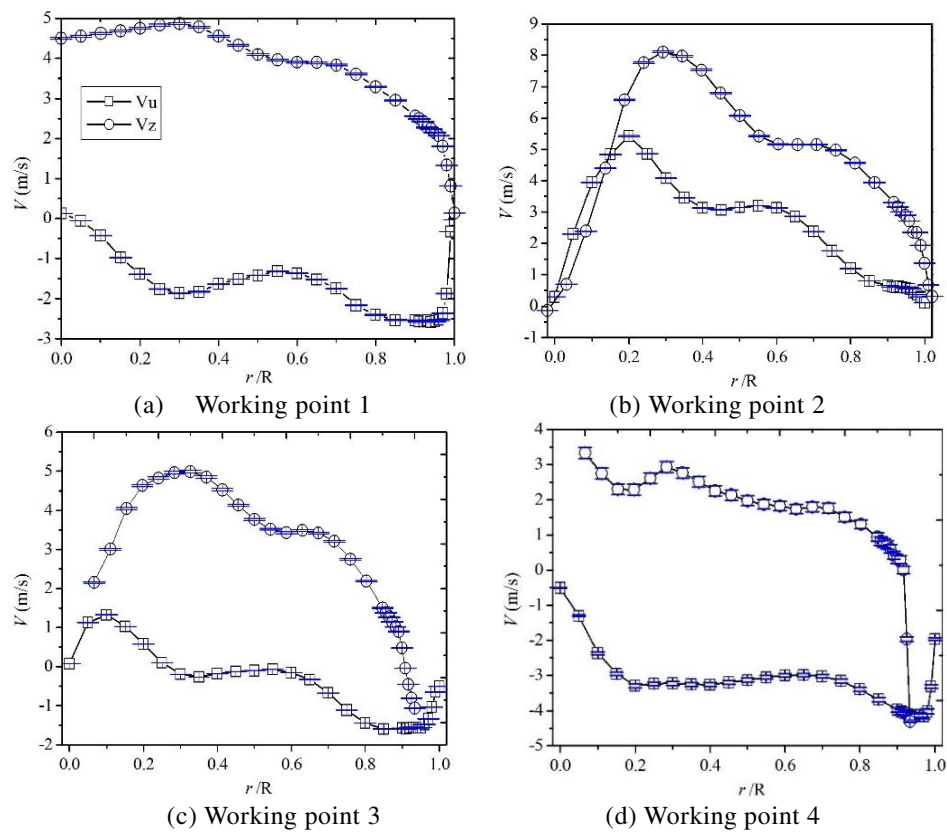 5
4
3
2
1
0
-1
-2
-3
V (m/s)
Vu
Vz
0.0 0.2 0.4 0.6 0.8 1.0
r/R
(a) Working point 1
9
8
7
6
5
4
3
2
1
0
-1
V (m/s)
0.0 0.2 0.4 0.6 0.8 1.0
r/R
(b) Working point 2
6
5
4
3
2
1
0
-1
-2
V (m/s)
0.0 0.2 0.4 0.6 0.8 1.0
r/R
(c) Working point 3
4
3
2
1
0
-1
-2
-3
-4
-5
V (m/s)
0.0 0.2 0.4 0.6 0.8 1.0
r/R
(d) Working point 4